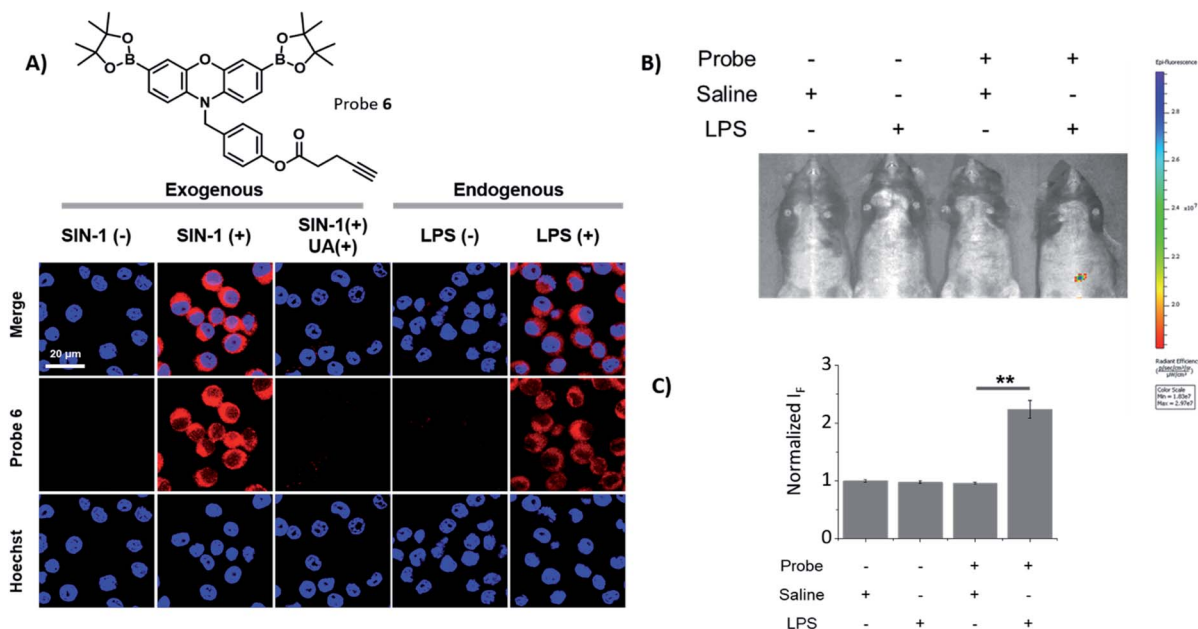 A)
O
O
B
O
B
O
O
N
Probe 6
O
O
Exogenous
Endogenous
SIN-1 (-)
SIN-1 (+)
SIN-1(+)
UA(+)
LPS (-)
LPS (+)
Merge
20 μm
Probe 6
Hoechst
B)
Probe - - + +
Saline + - + -
LPS - + - +
Epi-fluorescence
2.8
2.6
x10⁷
2.4
2.2
2.0
Radiant Efficiency
Color Scale
Min = 1.83e7
Max = 2.97e7
C)
Normalized I_F
3
2
1
0
**
Probe - - + +
Saline + - + -
LPS - + - +